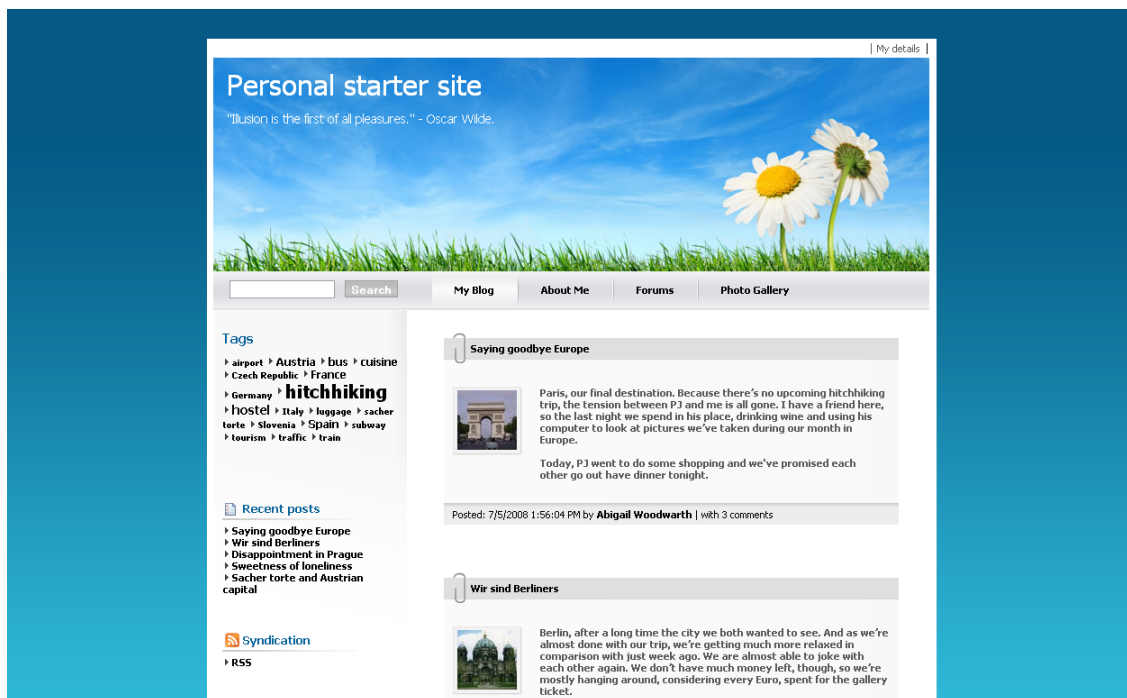 | My details |
Personal starter site
"Illusion is the first of all pleasures." - Oscar Wilde.
Search
My Blog
About Me
Forums
Photo Gallery
Tags
airport Austria bus cuisine
Czech Republic France
Germany hitchhiking
hostel Italy luggage sacher
torte Slovenia Spain subway
tourism traffic train
Recent posts
Saying goodbye Europe
Wir sind Berliners
Disappointment in Prague
Sweetness of loneliness
Sacher torte and Austrian
capital
Syndication
RSS
Saying goodbye Europe
Paris, our final destination. Because there's no upcoming hitchhiking
trip, the tension between PJ and me is all gone. I have a friend here,
so the last night we spend in his place, drinking wine and using his
computer to look at pictures we've taken during our month in
Europe.
Today, PJ went to do some shopping and we've promised each
other go out have dinner tonight.
Posted: 7/5/2008 1:56:04 PM by Abigail Woodwarth | with 3 comments
Wir sind Berliners
Berlin, after a long time the city we both wanted to see. And as we're
almost done with our trip, we're getting much more relaxed in
comparison with just week ago. We are almost able to joke with
each other again. We don't have much money left, though, so we're
mostly hanging around, considering every Euro, spent for the gallery
ticket.